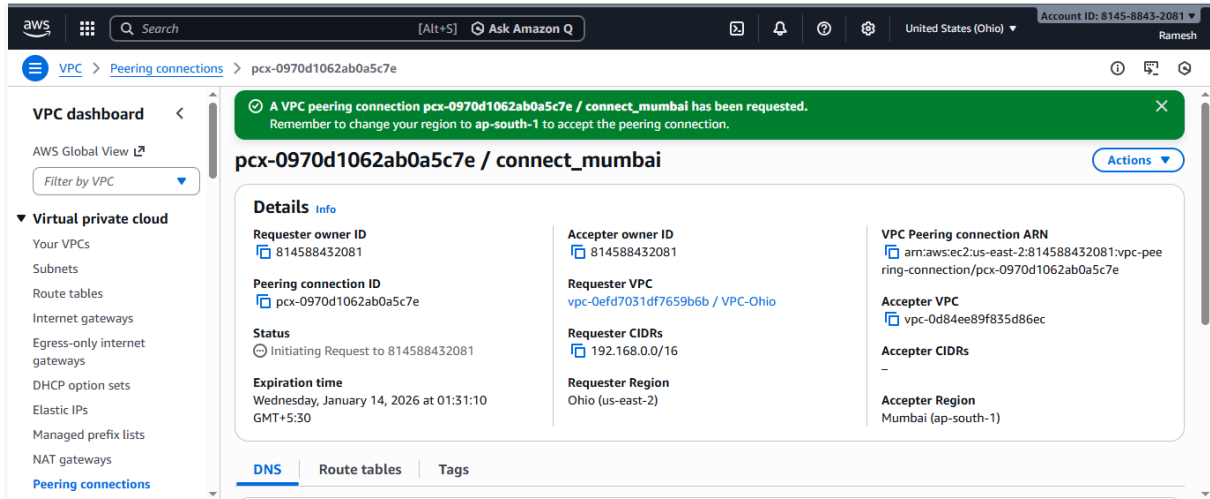 aws
Search [Alt+S] Ask Amazon Q United States (Ohio) ▼ Account ID: 8145-8843-2081 ▼
Ramesh
VPC > Peering connections > pcx-0970d1062ab0a5c7e
VPC dashboard
AWS Global View
Filter by VPC
Virtual private cloud
Your VPCs
Subnets
Route tables
Internet gateways
Egress-only internet
gateways
DHCP option sets
Elastic IPs
Managed prefix lists
NAT gateways
Peering connections
A VPC peering connection pcx-0970d1062ab0a5c7e / connect_mumbai has been requested.
Remember to change your region to ap-south-1 to accept the peering connection.
pcx-0970d1062ab0a5c7e / connect_mumbai
Actions ▼
Details Info
Requester owner ID
814588432081
Peering connection ID
pcx-0970d1062ab0a5c7e
Status
Initiating Request to 814588432081
Expiration time
Wednesday, January 14, 2026 at 01:31:10
GMT+5:30
Accepter owner ID
814588432081
Requester VPC
vpc-0efd7031df7659b6b / VPC-Ohio
Requester CIDRs
192.168.0.0/16
Requester Region
Ohio (us-east-2)
VPC Peering connection ARN
arn:aws:ec2:us-east-2:814588432081:vpc-pee
ring-connection/pcx-0970d1062ab0a5c7e
Accepter VPC
vpc-0d84ee89f835d86ec
Accepter CIDRs
–
Accepter Region
Mumbai (ap-south-1)
DNS Route tables Tags